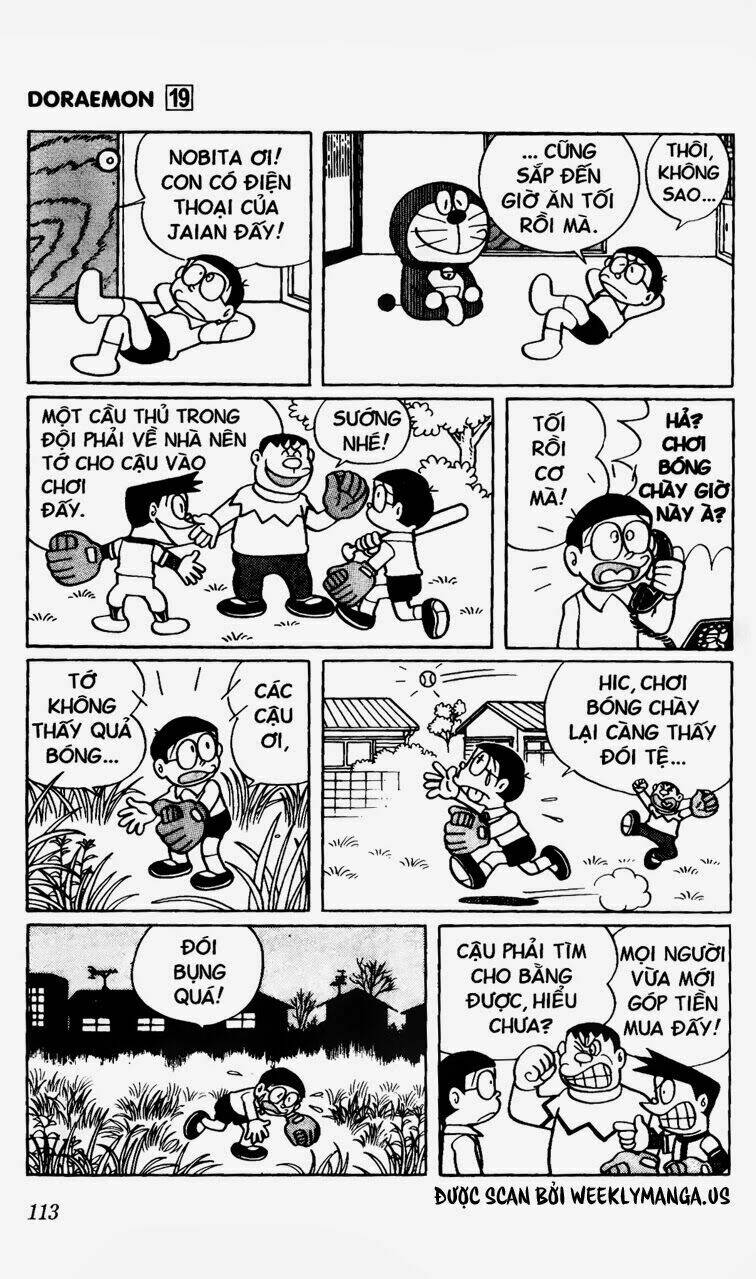 DORAEMON 19
THÔI,
KHÔNG
SAO...
... CŨNG
SẮP ĐẾN
GIỜ ĂN TỐI
RỒI MÀ.
NOBITA ƠI!
CON CÓ ĐIỆN
THOẠI CỦA
JAIAN ĐẤY!
HẢ?
CHƠI
BÓNG
CHÀY GIỜ
NÀY À?
TỐI
RỒI
CƠ
MÀ!
MỘT CẦU THỦ TRONG
ĐỘI PHẢI VỀ NHÀ NÊN
TỚ CHO CẬU VÀO
CHƠI
ĐẤY.
SƯỚNG
NHÉ!
HIC, CHƠI
BÓNG CHÀY
LẠI CÀNG THẤY
ĐÓI TỆ...
CÁC
CẬU
ƠI,
TỚ
KHÔNG
THẤY QUẢ
BÓNG...
MỌI NGƯỜI
VỪA MỚI
GÓP TIỀN
MUA ĐẤY!
CẬU PHẢI TÌM
CHO BẰNG
ĐƯỢC, HIỂU
CHƯA?
ĐÓI
BỤNG
QUÁ!
ĐƯỢC SCAN BỞI WEEKLYMANGA.US
113